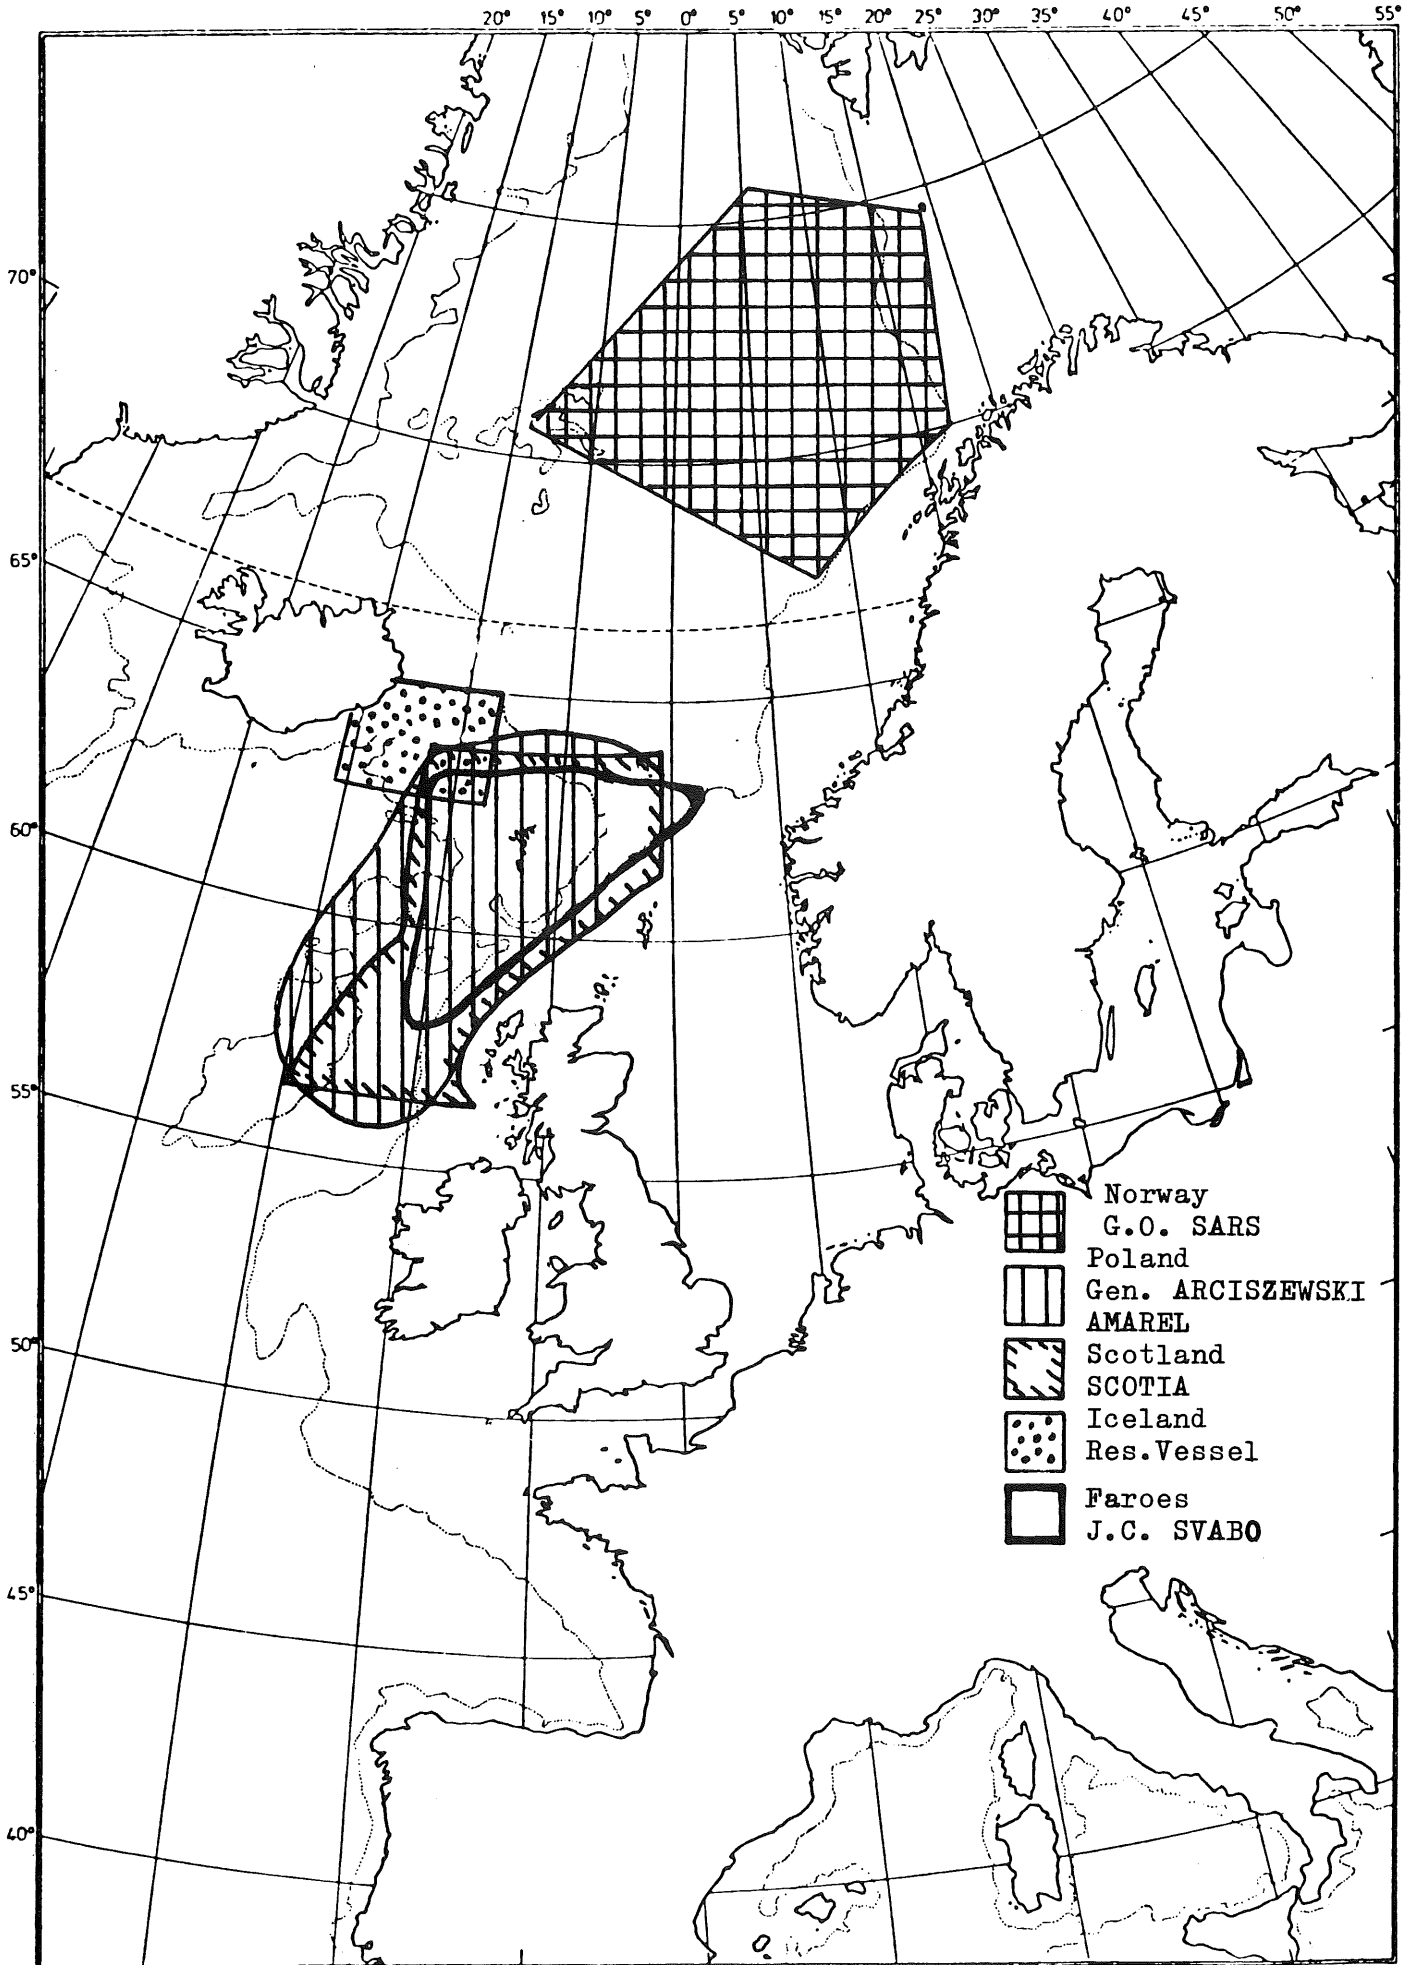 20° 15° 10° 5° 0° 5° 10° 15° 20° 25° 30° 35° 40° 45° 50° 55°
70°
65°
60°
55°
50°
45°
40°
Norway
G.O. SARS
Poland
Gen. ARCISZEWSKI
AMAREL
Scotland
SCOTIA
Iceland
Res.Vessel
Faroes
J.C. SVABO